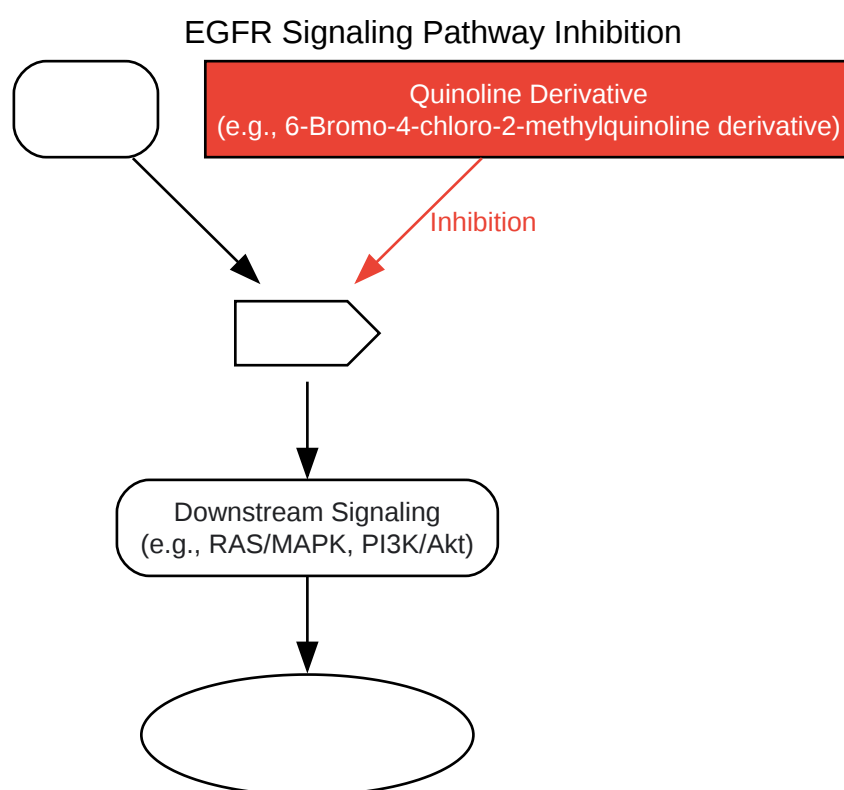 EGFR Signaling Pathway Inhibition
Quinoline Derivative
(e.g., 6-Bromo-4-chloro-2-methylquinoline derivative)
Inhibition
Downstream Signaling
(e.g., RAS/MAPK, PI3K/Akt)